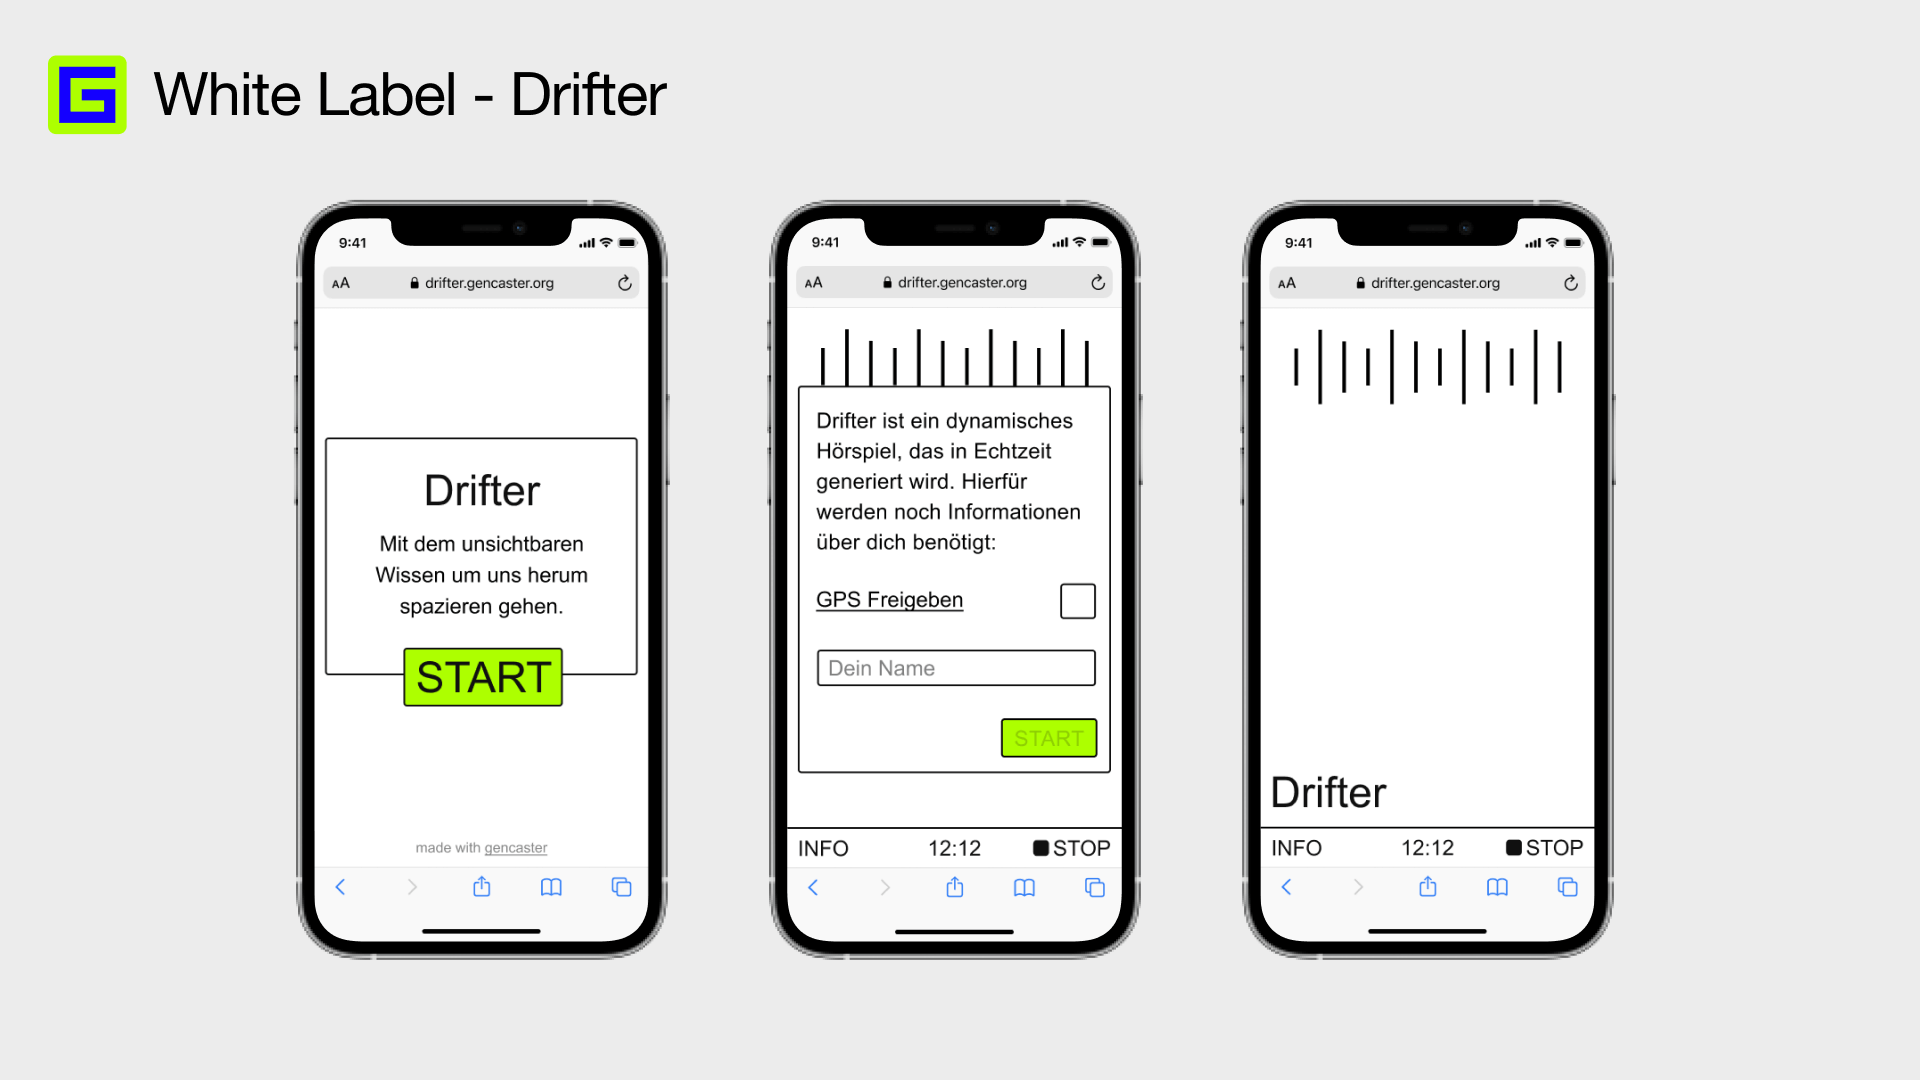 G White Label - Drifter
9:41
AA drifter.gencaster.org
Drifter
Mit dem unsichtbaren
Wissen um uns herum
spazieren gehen.
START
made with gencaster
9:41
AA drifter.gencaster.org
Drifter ist ein dynamisches
Hörspiel, das in Echtzeit
generiert wird. Hierfür
werden noch Informationen
über dich benötigt:
GPS Freigeben
Dein Name
START
INFO 12:12 STOP
9:41
AA drifter.gencaster.org
Drifter
INFO 12:12 STOP